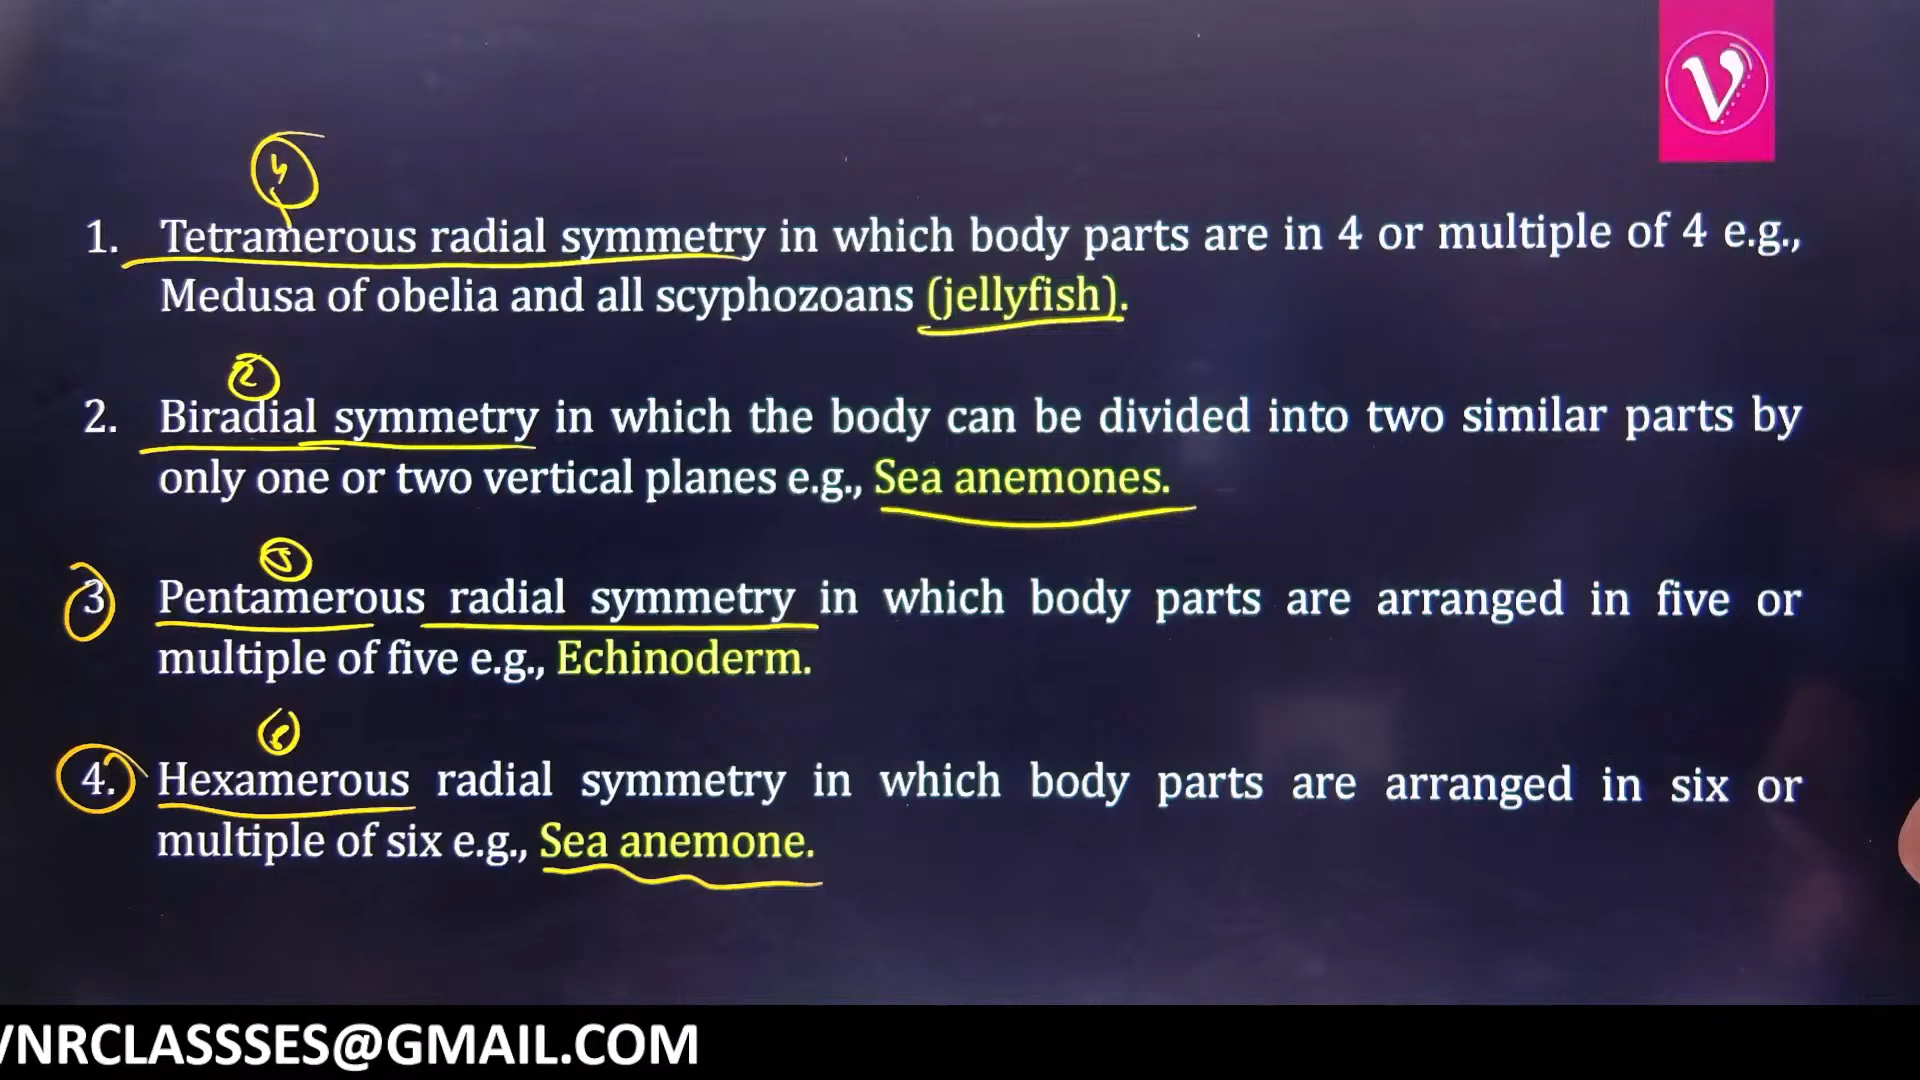 V
4
1. Tetramerous radial symmetry in which body parts are in 4 or multiple of 4 e.g.,
Medusa of obelia and all scyphozoans (jellyfish).
2
2. Biradial symmetry in which the body can be divided into two similar parts by
only one or two vertical planes e.g., Sea anemones.
5
3 Pentamerous radial symmetry in which body parts are arranged in five or
multiple of five e.g., Echinoderm.
6
4. Hexamerous radial symmetry in which body parts are arranged in six or
multiple of six e.g., Sea anemone.
VNRCLASSSES@GMAIL.COM